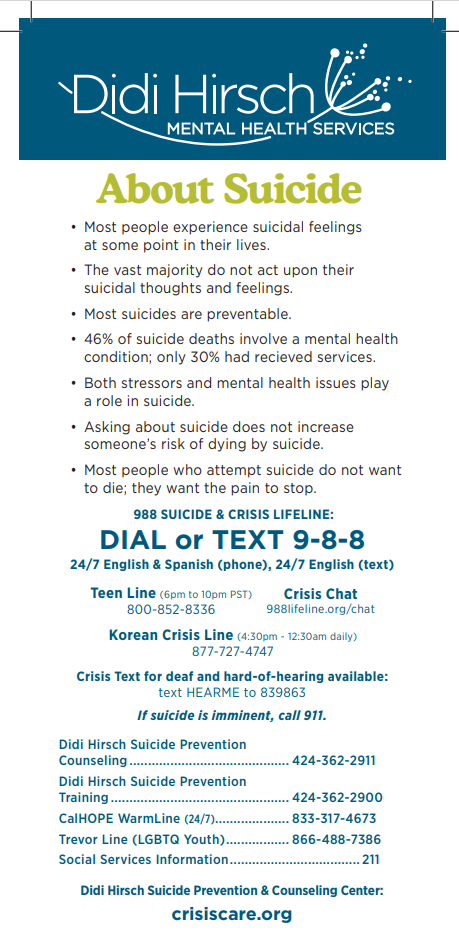 Didi Hirsch
MENTAL HEALTH SERVICES
About Suicide
• Most people experience suicidal feelings
at some point in their lives.
• The vast majority do not act upon their
suicidal thoughts and feelings.
• Most suicides are preventable.
• 46% of suicide deaths involve a mental health
condition; only 30% had recieved services.
• Both stressors and mental health issues play
a role in suicide.
• Asking about suicide does not increase
someone's risk of dying by suicide.
• Most people who attempt suicide do not want
to die; they want the pain to stop.
988 SUICIDE & CRISIS LIFELINE:
DIAL or TEXT 9-8-8
24/7 English & Spanish (phone), 24/7 English (text)
Teen Line (6pm to 10pm PST)
800-852-8336
Crisis Chat
988lifeline.org/chat
Korean Crisis Line (4:30pm - 12:30am daily)
877-727-4747
Crisis Text for deaf and hard-of-hearing available:
text HEARME to 839863
If suicide is imminent, call 911.
Didi Hirsch Suicide Prevention
Counseling ........................................ 424-362-2911
Didi Hirsch Suicide Prevention
Training ............................................. 424-362-2900
CalHOPE WarmLine (24/7).................. 833-317-4673
Trevor Line (LGBTQ Youth)................ 866-488-7386
Social Services Information.................................. 211
Didi Hirsch Suicide Prevention & Counseling Center:
crisiscare.org